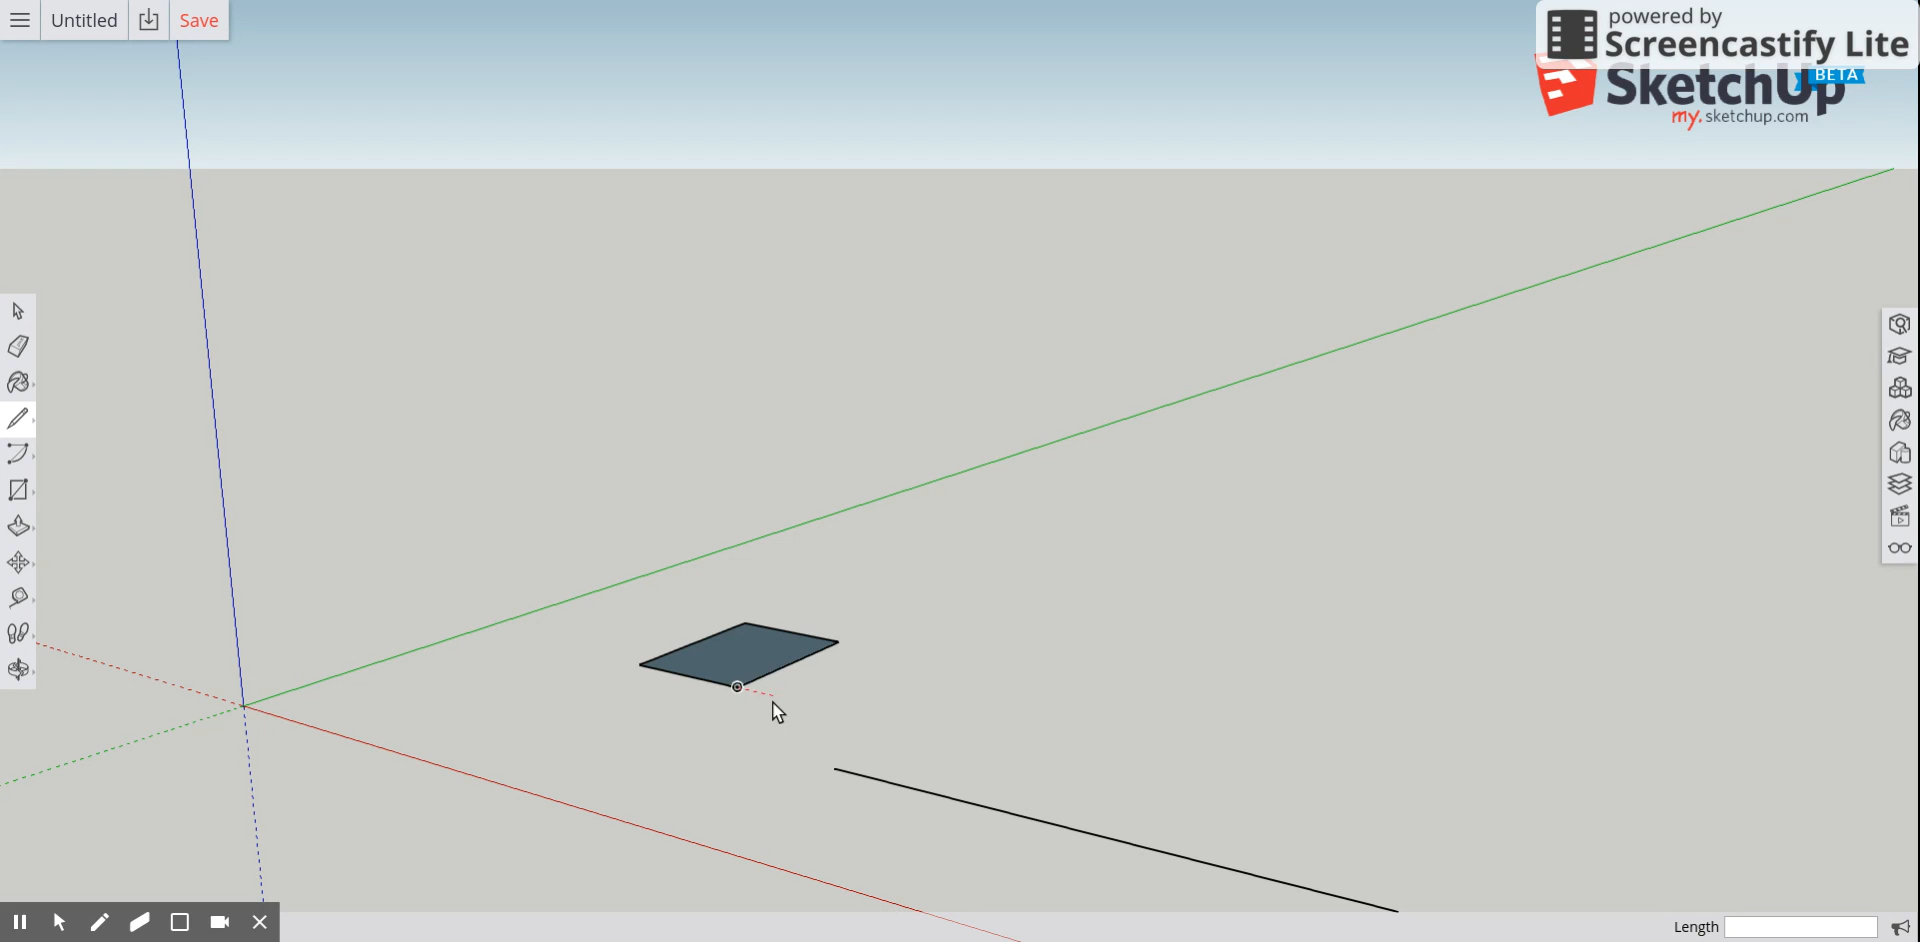 Untitled
Save
powered by
Screencastify Lite
SketchUp
BETA
my.sketchup.com
Length